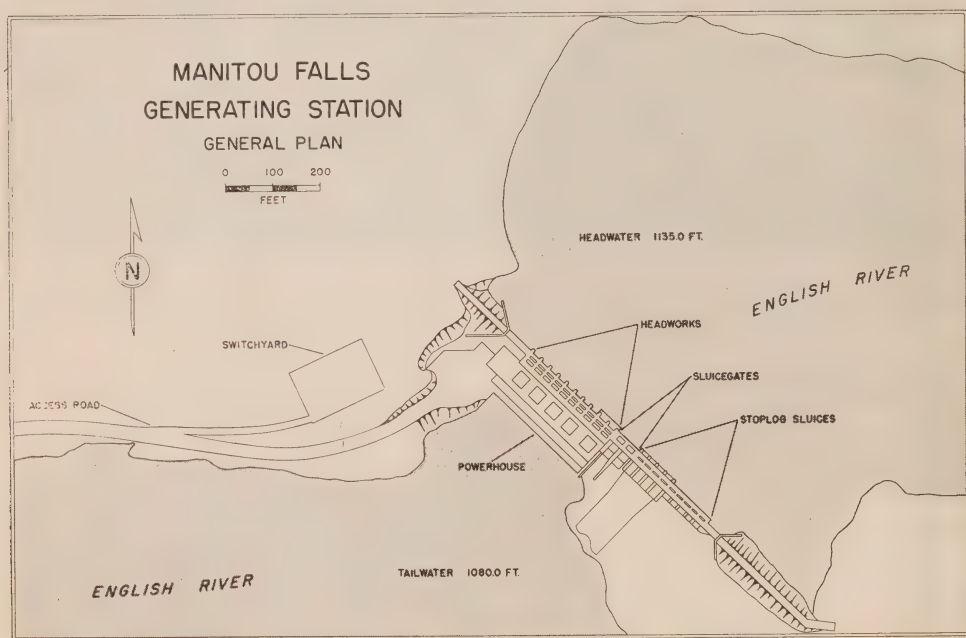 MANITOU FALLS
GENERATING STATION
GENERAL PLAN
0 100 200
FEET
N
HEADWATER 1135.0 FT.
ENGLISH RIVER
HEADWORKS
SWITCHYARD
SLUICEGATES
ACCESS ROAD
STOPLOG SLUICES
POWERHOUSE
TAILWATER 1080.0 FT.
ENGLISH RIVER